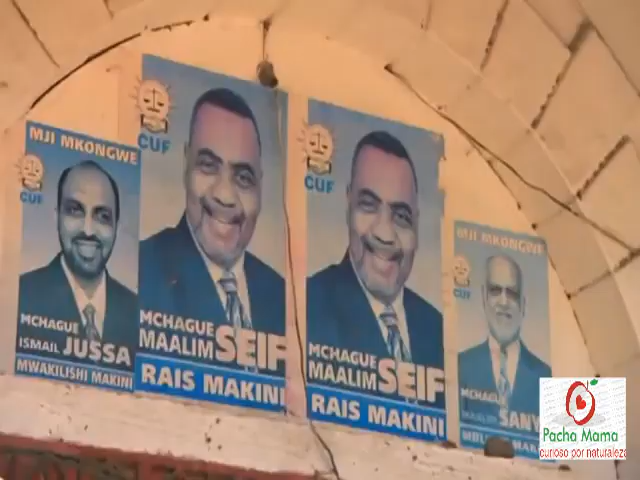 MJI MKONGWE
CUF
MCHAGUE
ISMAIL JUSSA
MWAKILISHI MAKINI
CUF
MCHAGUE
MAALIM SEIF
RAIS MAKINI
CUF
MCHAGUE
MAALIM SEIF
RAIS MAKINI
MJI MKONGWE
CUF
MCHAGUE
Pacha Mama
curioso por naturaleza